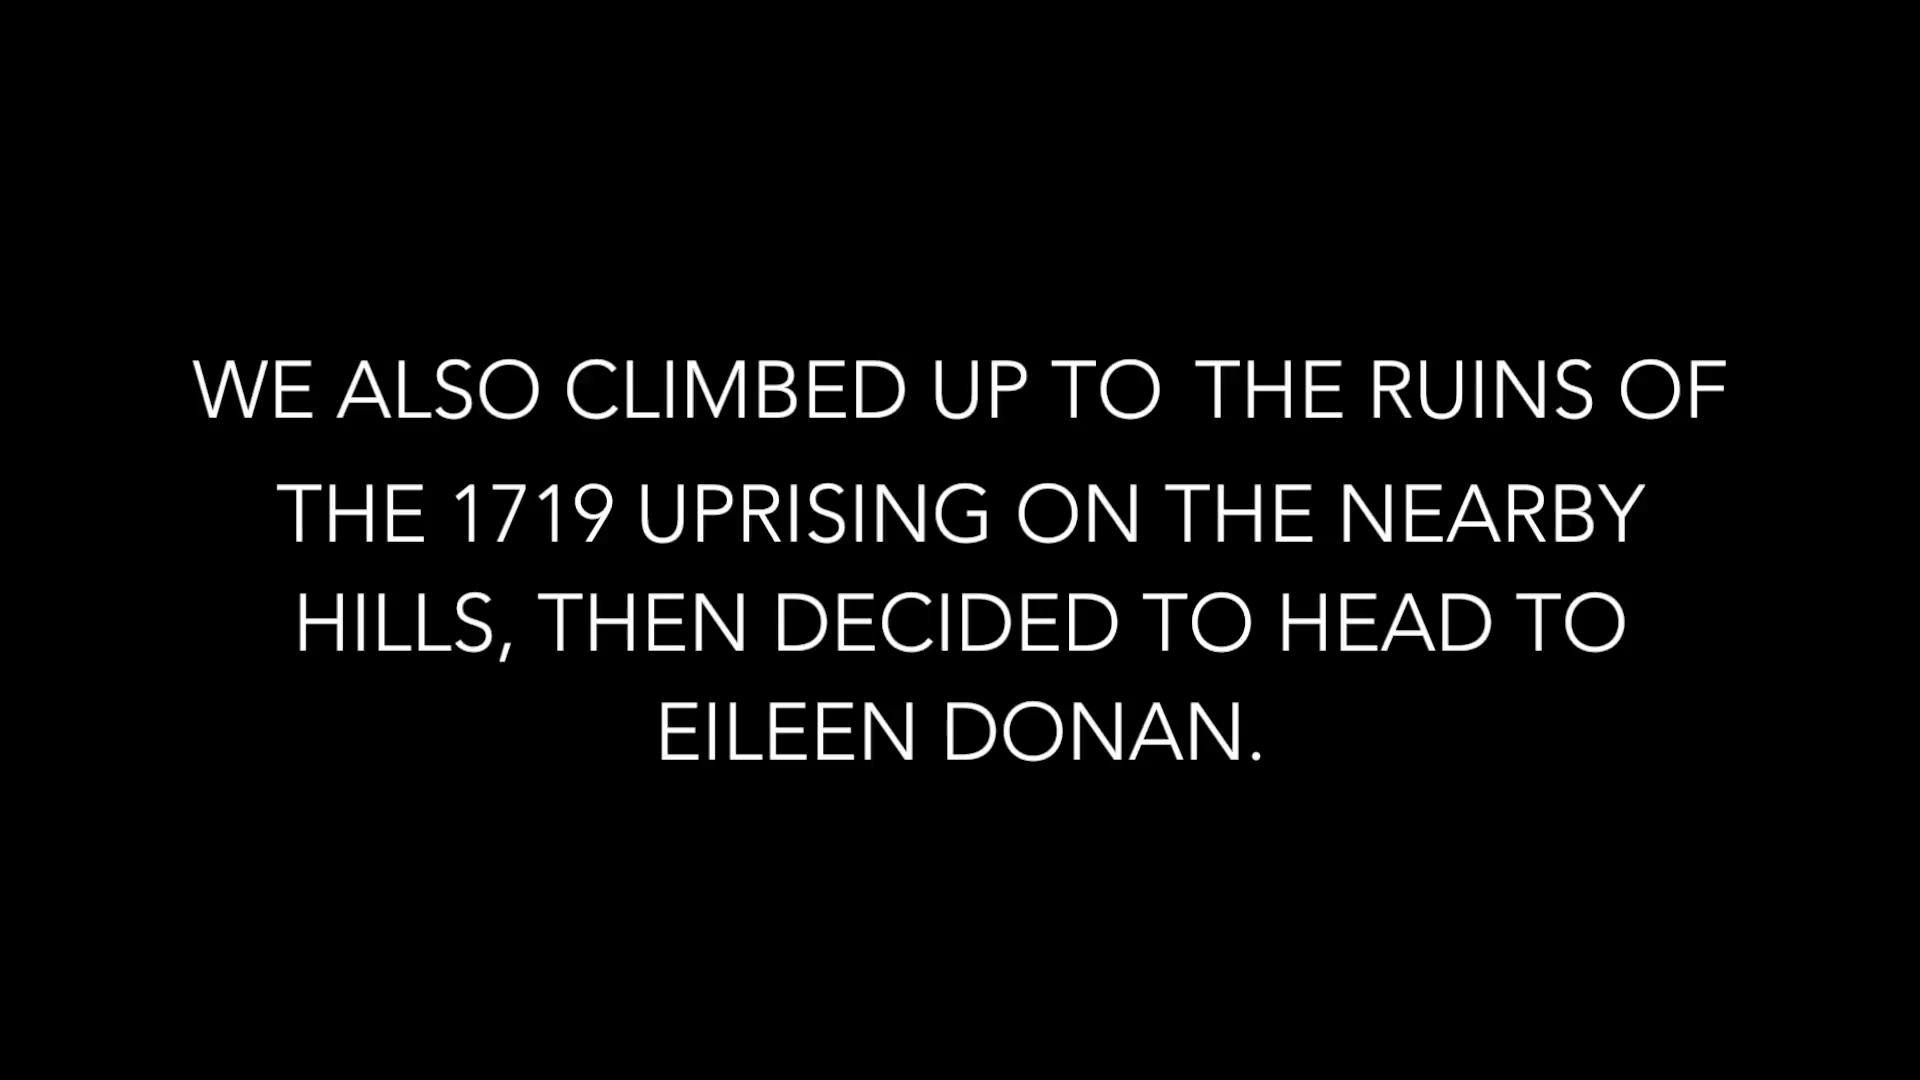 WE ALSO CLIMBED UP TO THE RUINS OF
THE 1719 UPRISING ON THE NEARBY
HILLS, THEN DECIDED TO HEAD TO
EILEEN DONAN.